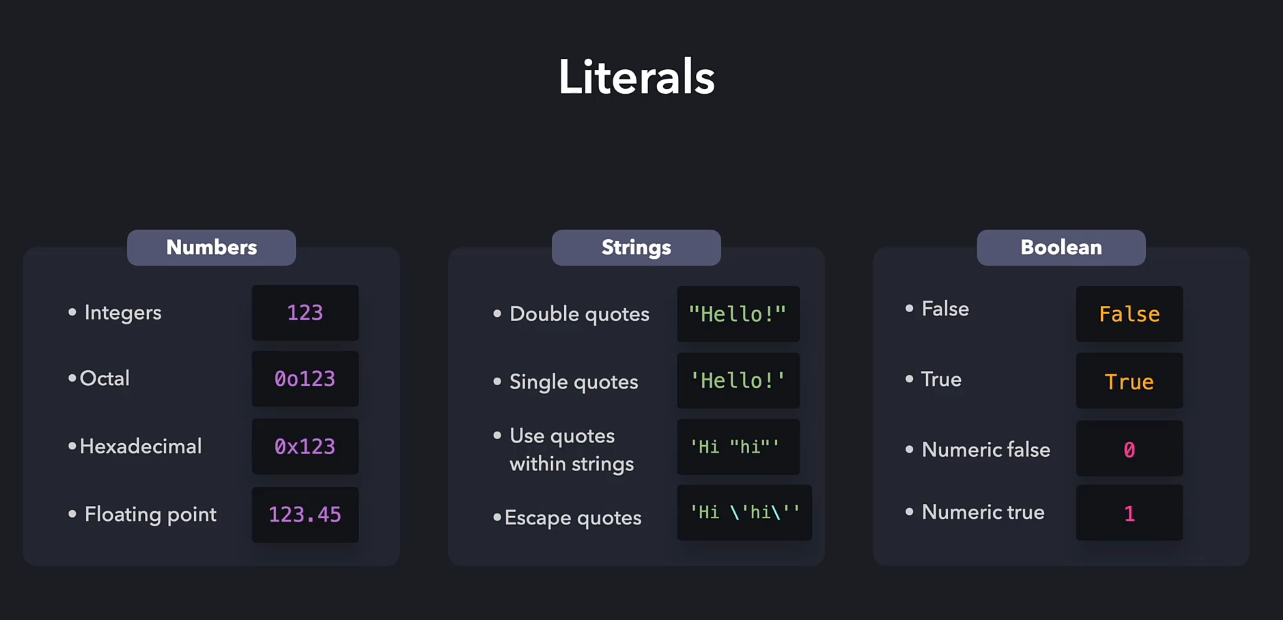 Literals
Numbers
• Integers 123
• Octal 0o123
• Hexadecimal 0x123
• Floating point 123.45
Strings
• Double quotes "Hello!"
• Single quotes 'Hello!'
• Use quotes
within strings 'Hi "hi"'
• Escape quotes 'Hi \'hi\''
Boolean
• False False
• True True
• Numeric false 0
• Numeric true 1